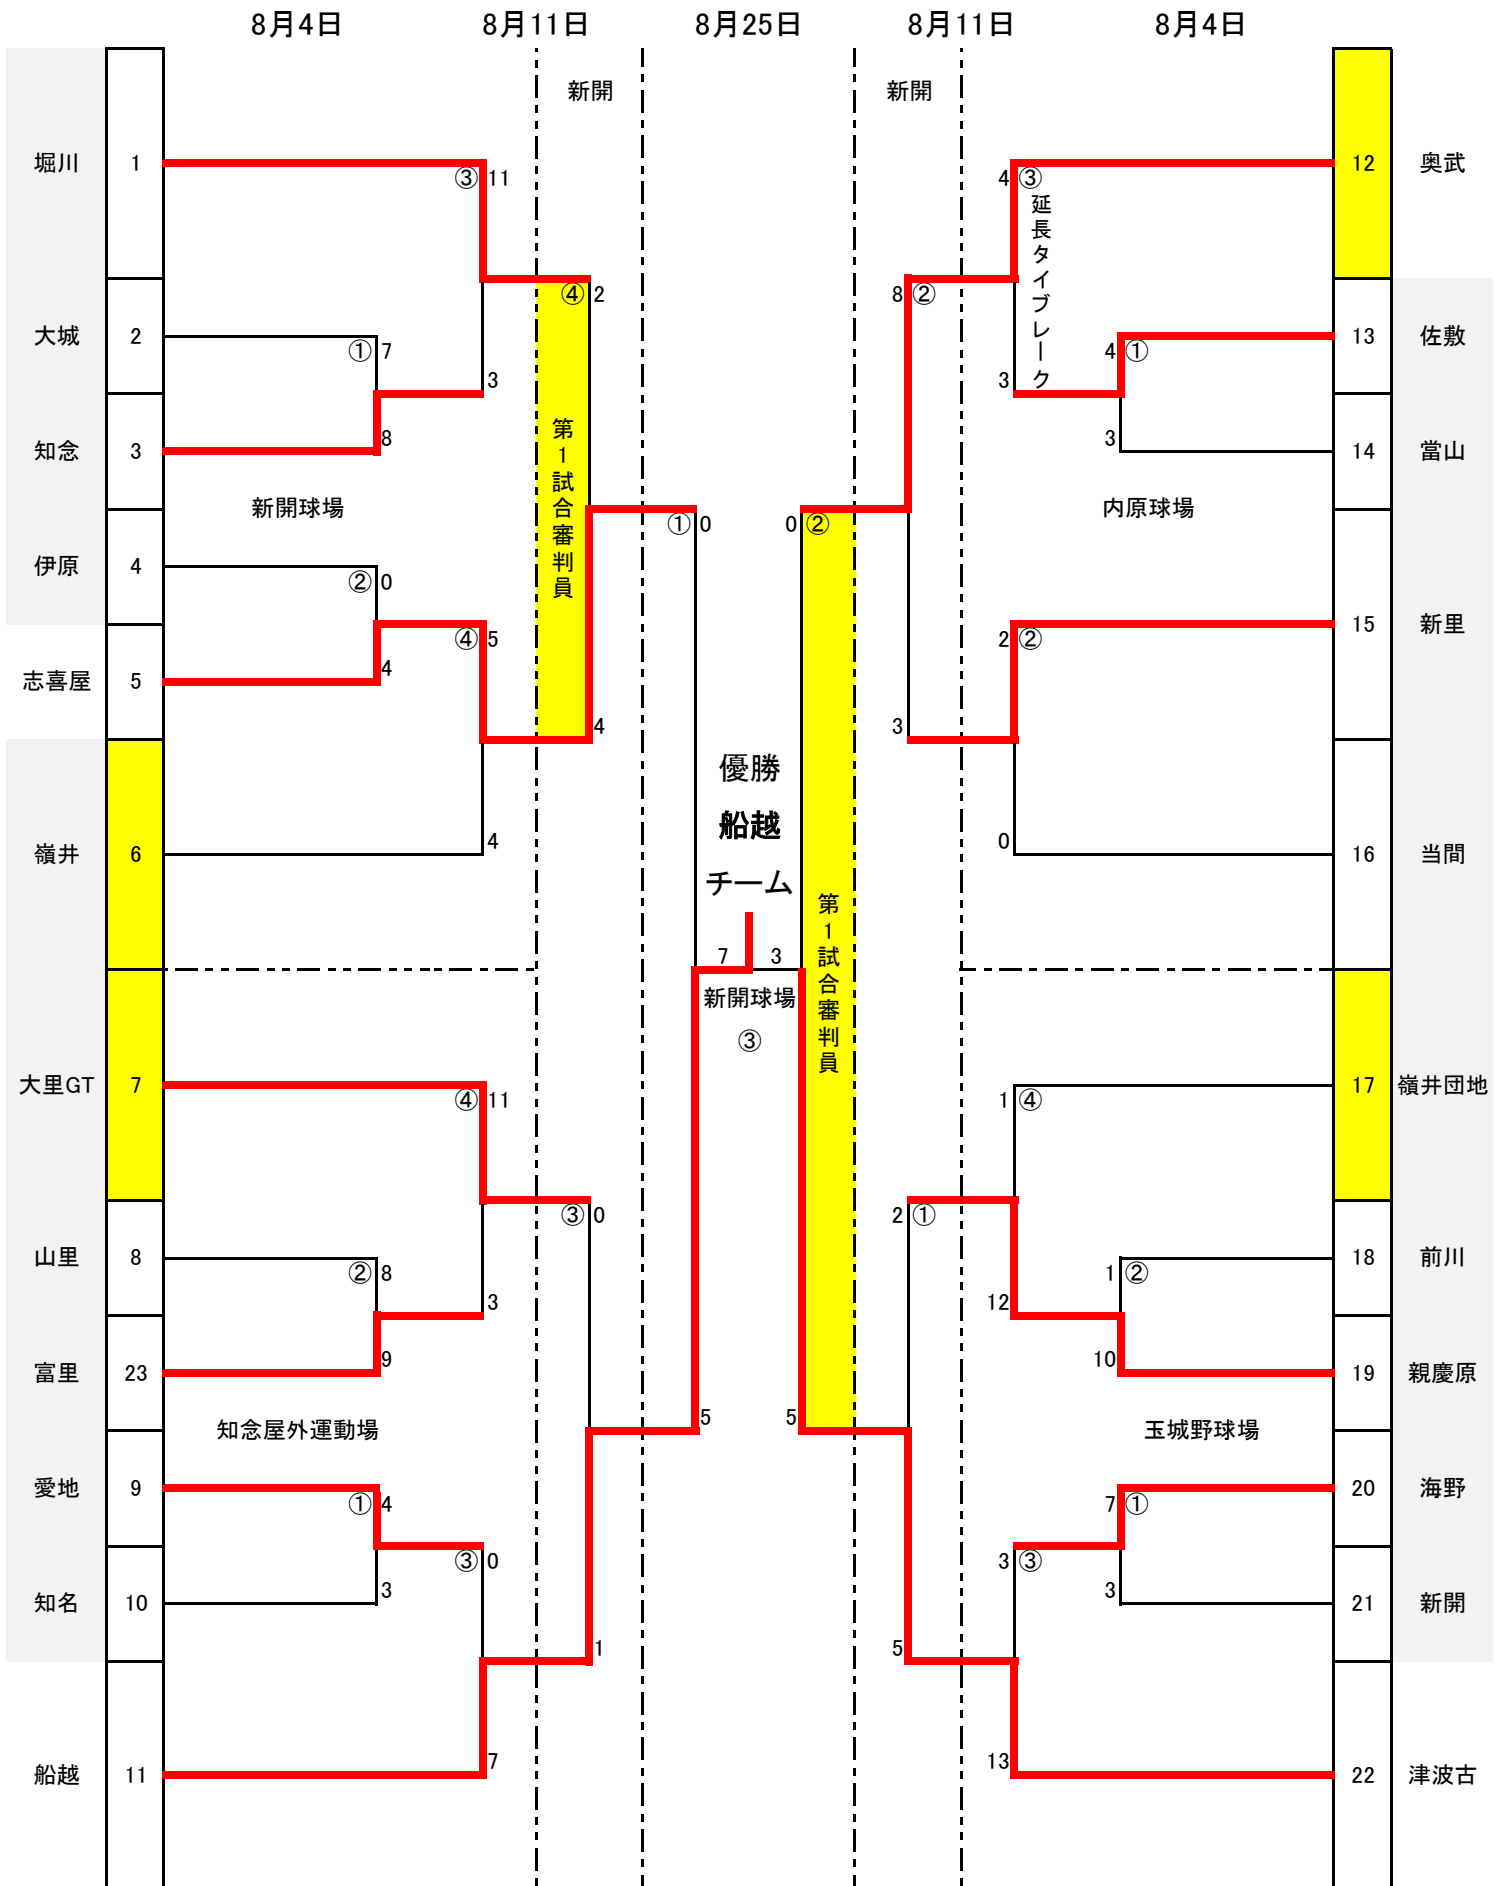 8月4日 8月11日 8月25日 8月11日 8月4日
新開 新開
堀川 1 ③ 11 4 ③ 12 奥武
延長タイブレーク
④ 2 8 ②
大城 2 ① 7 4 ① 13 佐敷
3 3
知念 3 8 3 14 當山
第1試合審判員
新開球場 内原球場
① 0 0 ②
伊原 4 ② 0
④ 5 2 ② 15 新里
志喜屋 5 4
4 3
優勝
船越
チーム
嶺井 6 4 0 16 当間
第1試合審判員
7 3
新開球場
③
大里GT 7 ④ 11 1 ④ 17 嶺井団地
③ 0 2 ①
山里 8 ② 8 1 ② 18 前川
3 12
富里 23 9 10 19 親慶原
5 5
知念屋外運動場 玉城野球場
愛地 9 ① 4 7 ① 20 海野
③ 0 3 ③
知名 10 3 3 21 新開
1 5
船越 11 7 13 22 津波古